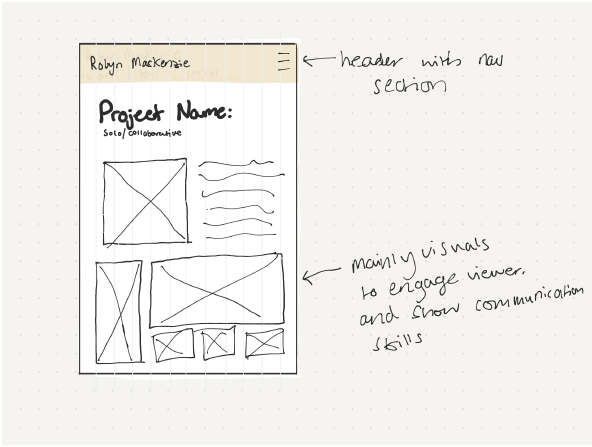 Robyn Mackenzie
header with nav
section
Project Name:
Solo/collaborative
mainly visuals
to engage viewer.
and show communication
skills